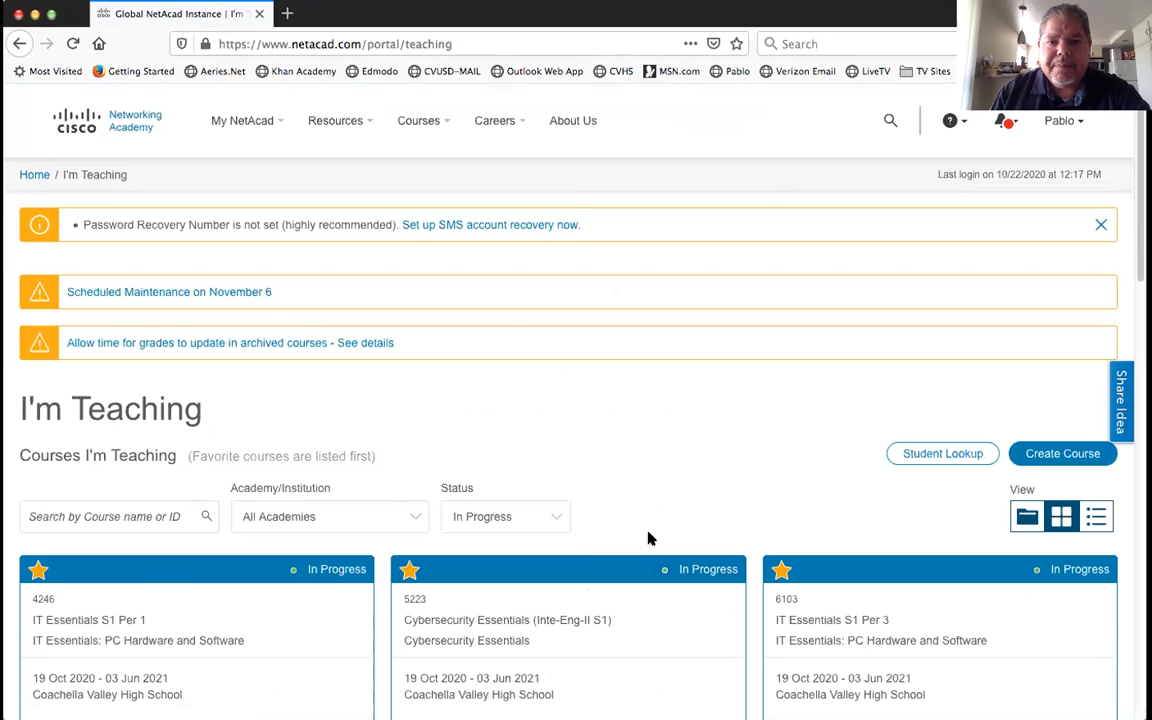 Global NetAcad Instance | I'm T
https://www.netacad.com/portal/teaching
Search
Most Visited
Getting Started
Aeries.Net
Khan Academy
Edmodo
CVUSD-MAIL
Outlook Web App
CVHS
MSN.com
Pablo
Verizon Email
LiveTV
TV Sites
CISCO
Networking
Academy
My NetAcad
Resources
Courses
Careers
About Us
Pablo
Home / I'm Teaching
Last login on 10/22/2020 at 12:17 PM
• Password Recovery Number is not set (highly recommended). Set up SMS account recovery now.
Scheduled Maintenance on November 6
Allow time for grades to update in archived courses - See details
Share Idea
I'm Teaching
Courses I'm Teaching (Favorite courses are listed first)
Student Lookup
Create Course
Academy/Institution
Status
View
Search by Course name or ID
All Academies
In Progress
In Progress
4246
IT Essentials S1 Per 1
IT Essentials: PC Hardware and Software
19 Oct 2020 - 03 Jun 2021
Coachella Valley High School
In Progress
5223
Cybersecurity Essentials (Inte-Eng-II S1)
Cybersecurity Essentials
19 Oct 2020 - 03 Jun 2021
Coachella Valley High School
In Progress
6103
IT Essentials S1 Per 3
IT Essentials: PC Hardware and Software
19 Oct 2020 - 03 Jun 2021
Coachella Valley High School